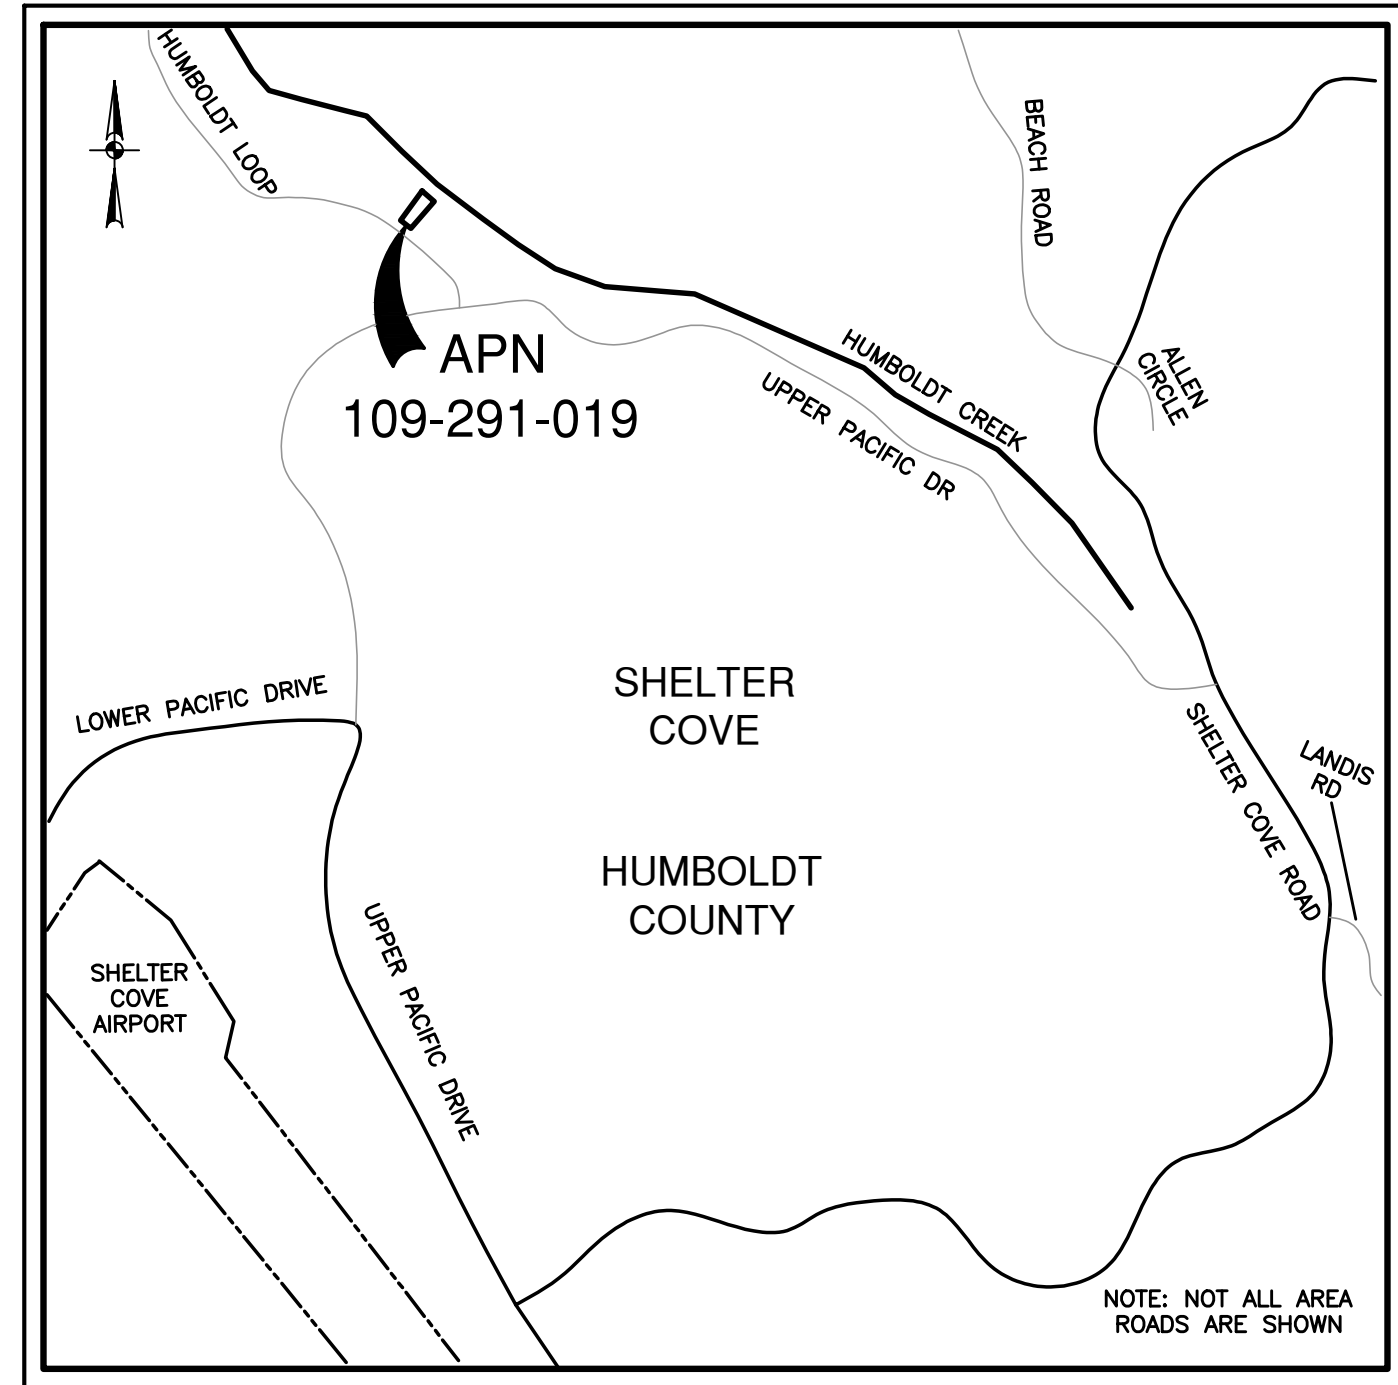 HUMBOLDT LOOP
BEACH ROAD
APN
109-291-019
HUMBOLDT CREEK
UPPER PACIFIC DR
ALLEN
CIRCLE
SHELTER
COVE
LOWER PACIFIC DRIVE
SHELTER COVE ROAD
LANDIS
RD
HUMBOLDT
COUNTY
UPPER PACIFIC DRIVE
SHELTER
COVE
AIRPORT
NOTE: NOT ALL AREA
ROADS ARE SHOWN